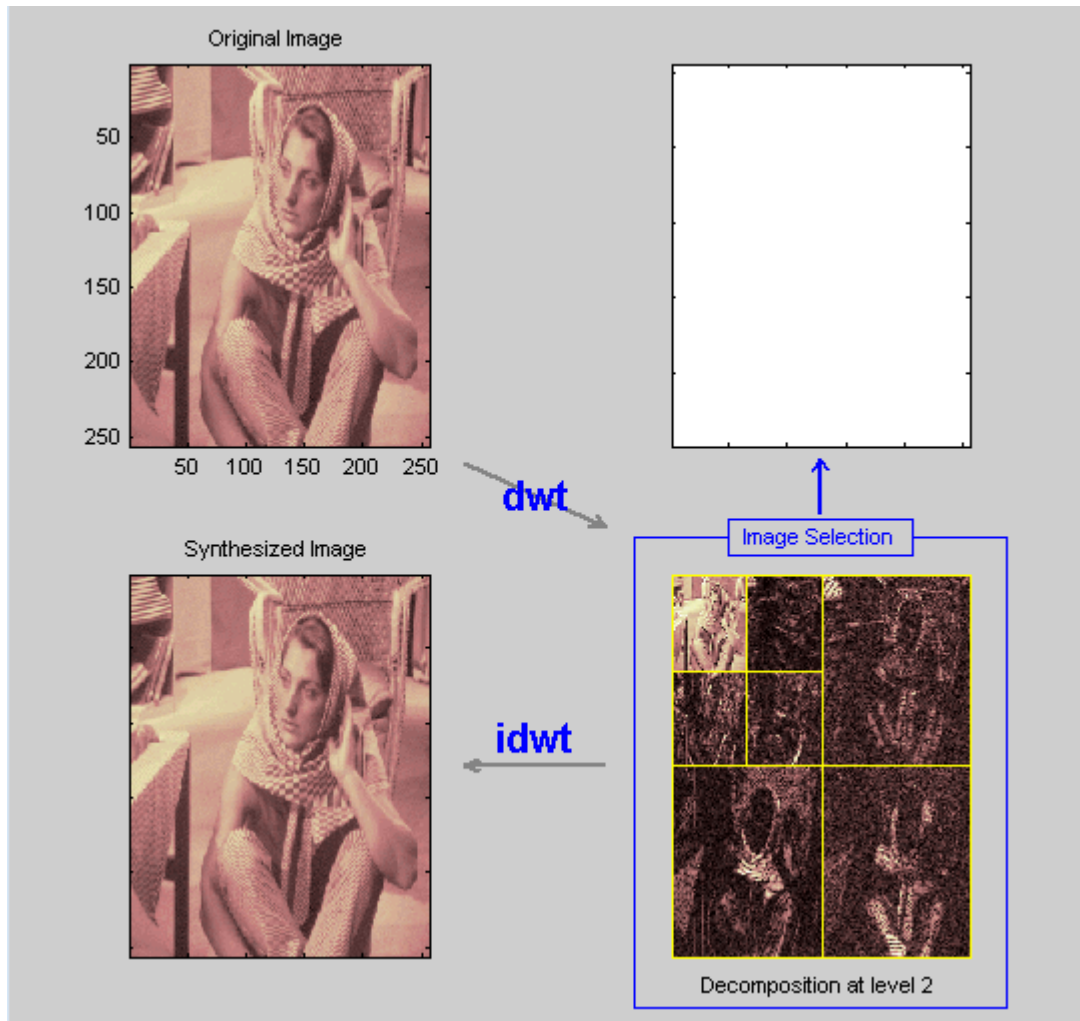 Original Image
50
100
150
200
250
50 100 150 200 250
dwt
Image Selection
Synthesized Image
idwt
Decomposition at level 2